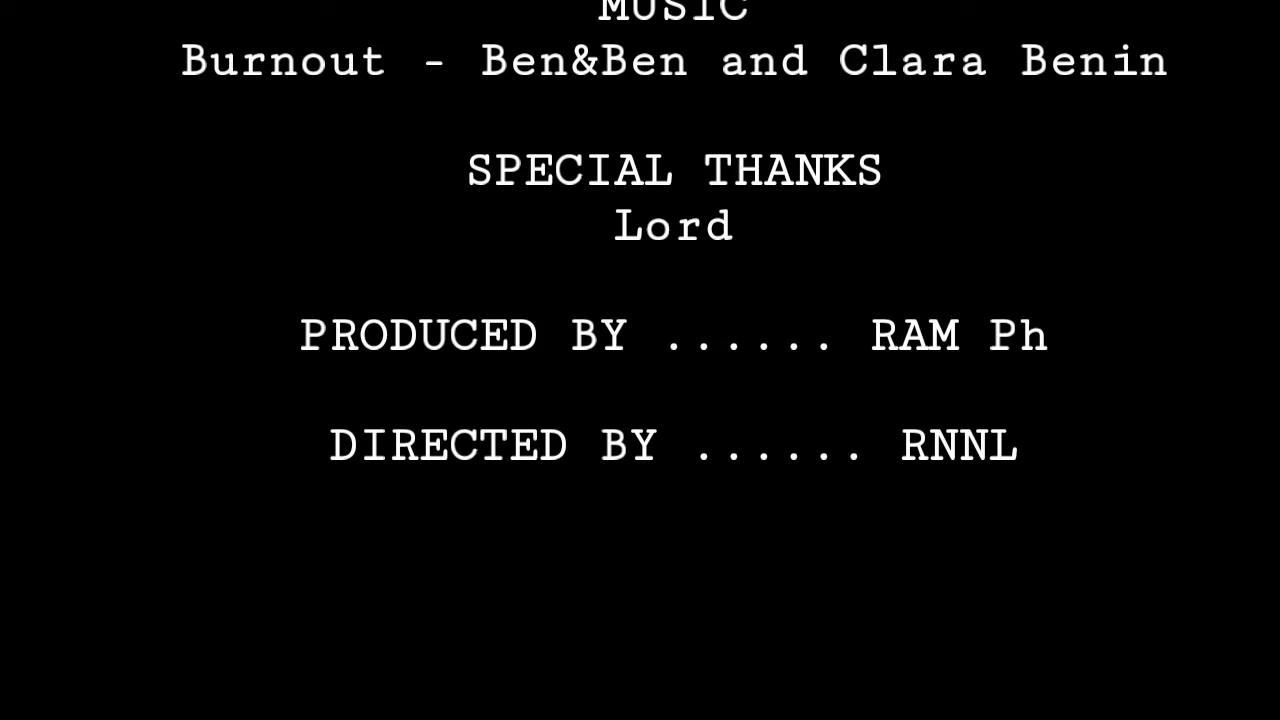 MUSIC
Burnout - Ben&Ben and Clara Benin
SPECIAL THANKS
Lord
PRODUCED BY ...... RAM Ph
DIRECTED BY ...... RNNL